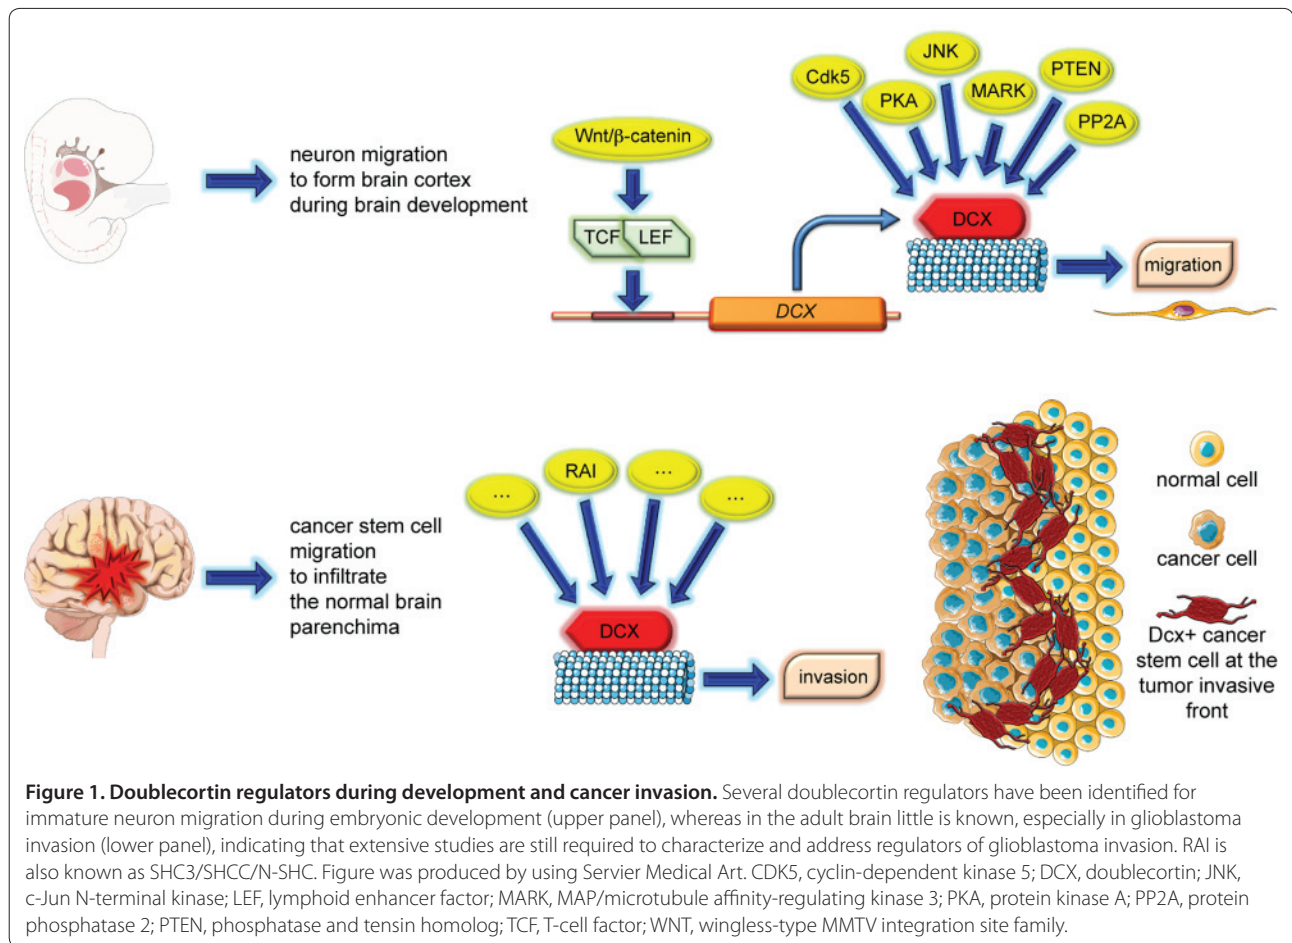 neuron migration
to form brain cortex
during brain development
Wnt/β-catenin
TCF LEF
DCX
Cdk5
PKA
JNK
MARK
PTEN
PP2A
DCX
migration
cancer stem cell
migration
to infiltrate
the normal brain
parenchima
...
RAI
...
...
DCX
invasion
normal cell
cancer cell
Dcx+ cancer
stem cell at the
tumor invasive
front
Figure 1. Doublecortin regulators during development and cancer invasion. Several doublecortin regulators have been identified for
immature neuron migration during embryonic development (upper panel), whereas in the adult brain little is known, especially in glioblastoma
invasion (lower panel), indicating that extensive studies are still required to characterize and address regulators of glioblastoma invasion. RAI is
also known as SHC3/SHCC/N-SHC. Figure was produced by using Servier Medical Art. CDK5, cyclin-dependent kinase 5; DCX, doublecortin; JNK,
c-Jun N-terminal kinase; LEF, lymphoid enhancer factor; MARK, MAP/microtubule affinity-regulating kinase 3; PKA, protein kinase A; PP2A, protein
phosphatase 2; PTEN, phosphatase and tensin homolog; TCF, T-cell factor; WNT, wingless-type MMTV integration site family.